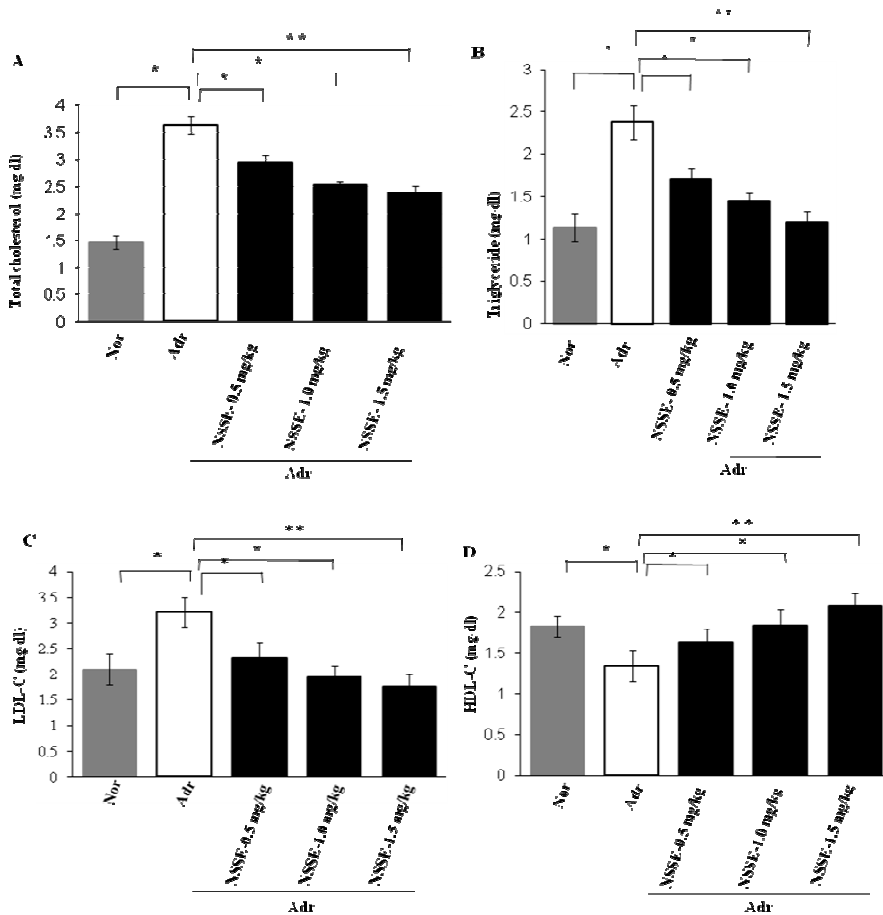 A
**
*
*
*
Total cholesterol (mg/dl)
4
3.5
3
2.5
2
1.5
1
0.5
0
Nor
Adr
NSSE-0.5 mg/kg
NSSE-1.0 mg/kg
NSSE-1.5 mg/kg
Adr
B
**
*
*
*
Triglyceride (mg/dl)
3
2.5
2
1.5
1
0.5
0
Nor
Adr
NSSE-0.5 mg/kg
NSSE-1.0 mg/kg
NSSE-1.5 mg/kg
Adr
C
**
*
*
*
LDL-C (mg/dl)
4
3.5
3
2.5
2
1.5
1
0.5
0
Nor
Adr
NSSE-0.5 mg/kg
NSSE-1.0 mg/kg
NSSE-1.5 mg/kg
Adr
D
**
*
*
*
HDL-C (mg/dl)
2.5
2
1.5
1
0.5
0
Nor
Adr
NSSE-0.5 mg/kg
NSSE-1.0 mg/kg
NSSE-1.5 mg/kg
Adr